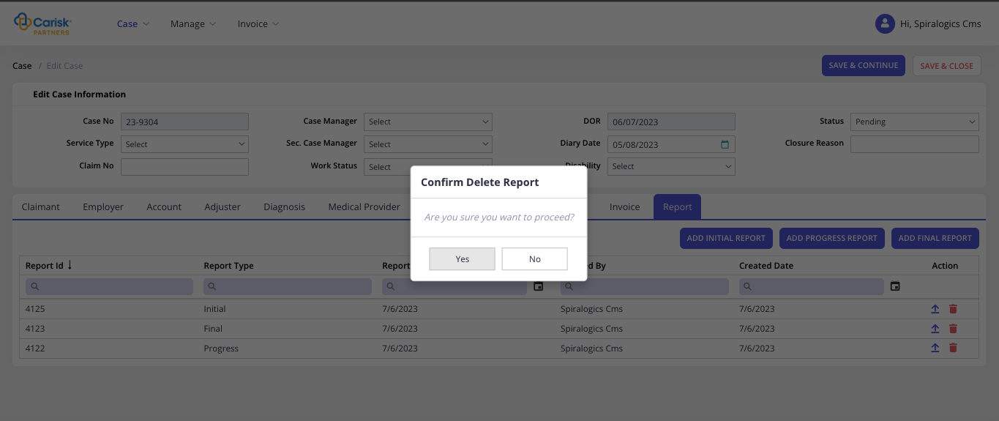 Carisk
PARTNERS
Case Manage Invoice
Hi, Spiralogics Cms
Case / Edit Case
SAVE & CONTINUE SAVE & CLOSE
Edit Case Information
Case No 23-9304 Case Manager Select DOR 06/07/2023 Status Pending
Service Type Select Sec. Case Manager Select Diary Date 05/08/2023 Closure Reason
Claim No Work Status Select Select
Confirm Delete Report
Are you sure you want to proceed?
Yes No
Claimant Employer Account Adjuster Diagnosis Medical Provider Invoice Report
ADD INITIAL REPORT ADD PROGRESS REPORT ADD FINAL REPORT
Report Id ↓ Report Type Report By Created Date Action
4125 Initial 7/6/2023 Spiralogics Cms 7/6/2023
4123 Final 7/6/2023 Spiralogics Cms 7/6/2023
4122 Progress 7/6/2023 Spiralogics Cms 7/6/2023